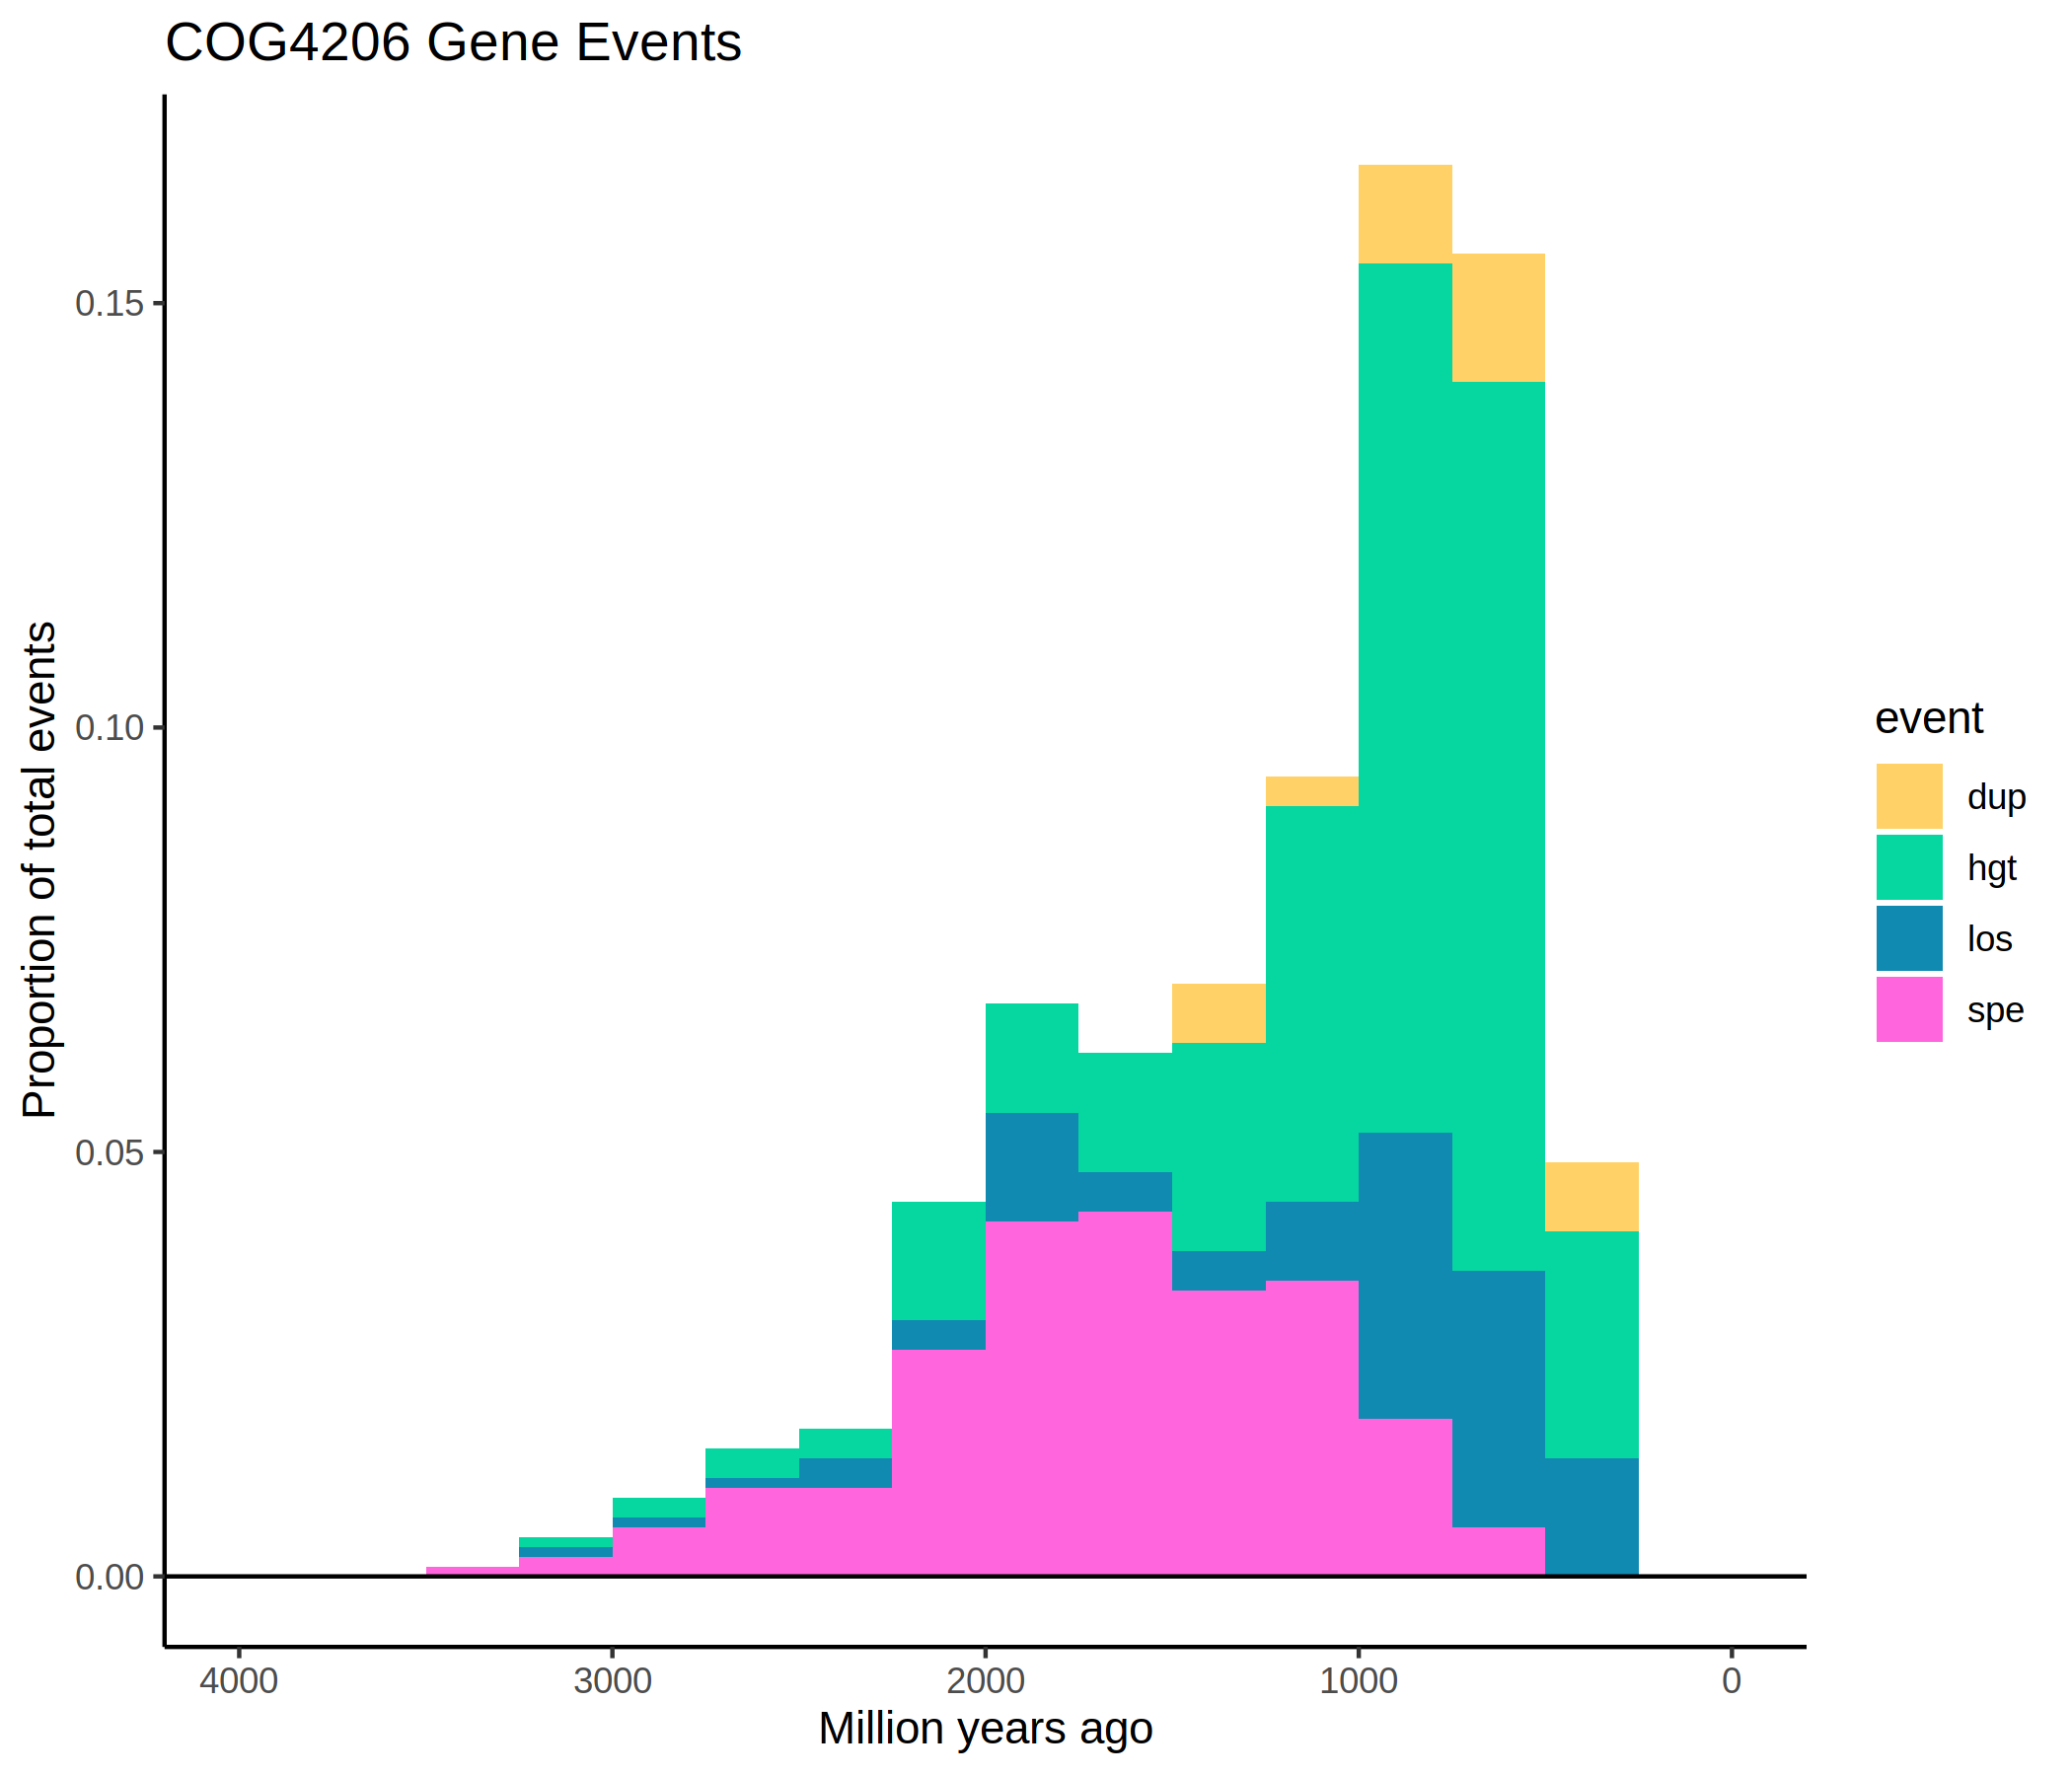 COG4206 Gene Events
Proportion of total events
0.15
0.10
0.05
0.00
4000
3000
2000
1000
0
Million years ago
event
dup
hgt
los
spe